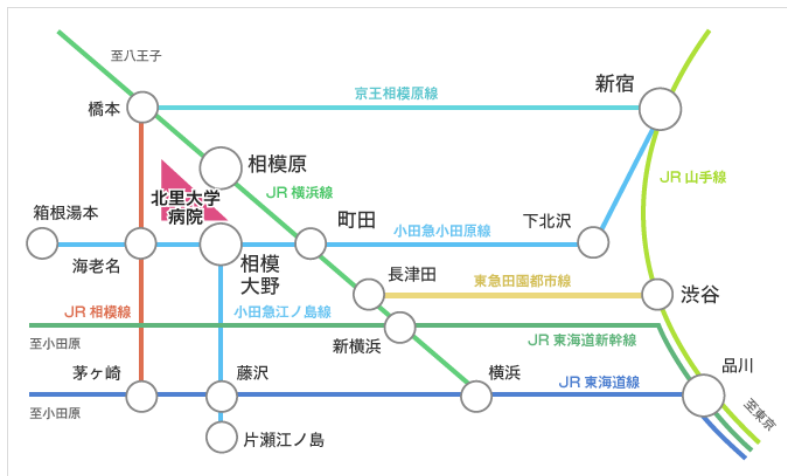 至八王子
新宿
京王相模原線
橋本
相模原
JR 山手線
北里大学
病院
JR 横浜線
箱根湯本
町田
下北沢
小田急小田原線
海老名
相模
大野
長津田
東急田園都市線
渋谷
JR 相模線
小田急江ノ島線
至小田原
新横浜
JR 東海道新幹線
茅ヶ崎
藤沢
横浜
JR 東海道線
品川
至小田原
至東京
片瀬江ノ島